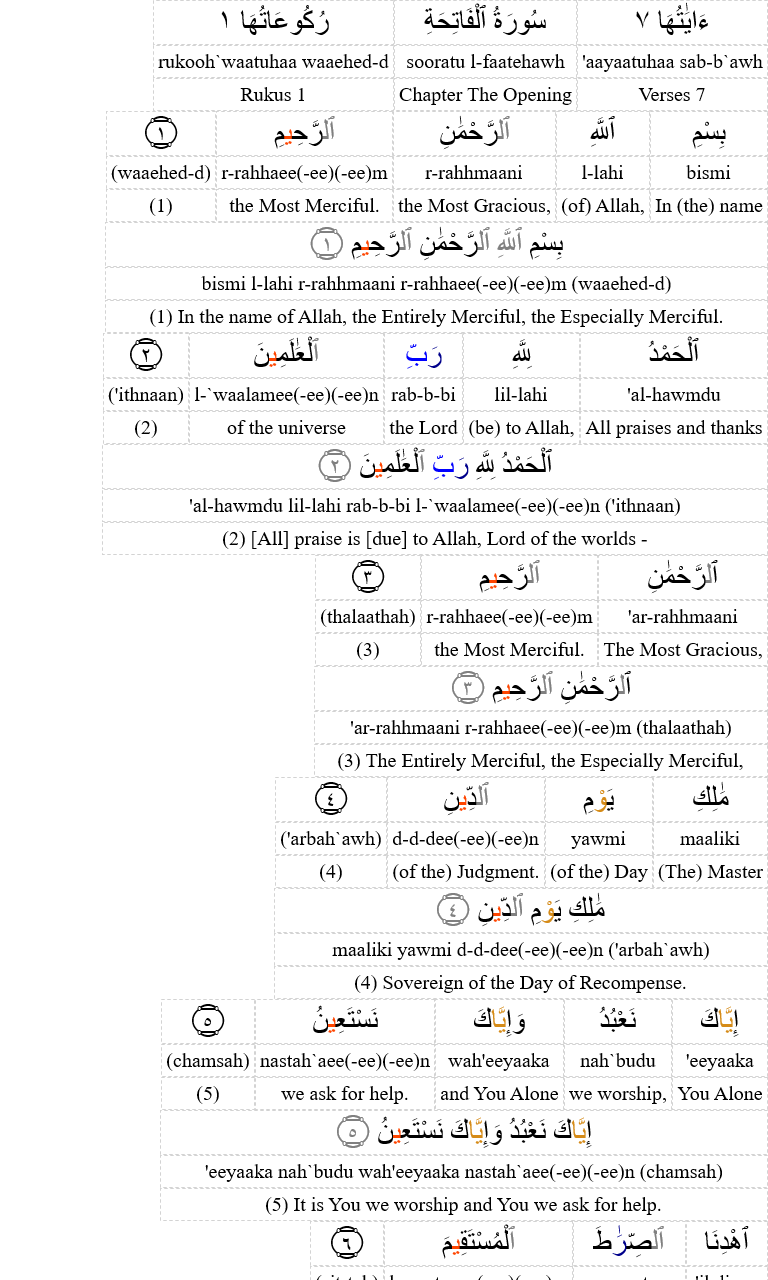 ءَايَٰتُهَا ٧ سُورَةُ ٱلْفَاتِحَةِ رُكُوعَاتُهَا ١
'aayaatuhaa sab-b`awh sooratu l-faatehawh rukooh`waatuhaa waaehed-d
Verses 7 Chapter The Opening Rukus 1
بِسْمِ ٱللَّهِ ٱلرَّحْمَٰنِ ٱلرَّحِيمِ ١
bismi l-lahi r-rahhmaani r-rahhaee(-ee)(-ee)m (waaehed-d)
In (the) name (of) Allah, the Most Gracious, the Most Merciful. (1)
بِسْمِ ٱللَّهِ ٱلرَّحْمَٰنِ ٱلرَّحِيمِ ١
bismi l-lahi r-rahhmaani r-rahhaee(-ee)(-ee)m (waaehed-d)
(1) In the name of Allah, the Entirely Merciful, the Especially Merciful.
ٱلْحَمْدُ لِلَّهِ رَبِّ ٱلْعَٰلَمِينَ ٢
'al-hawmdu lil-lahi rab-b-bi l-`waalamee(-ee)(-ee)n ('ithnaan)
All praises and thanks (be) to Allah, the Lord of the universe (2)
ٱلْحَمْدُ لِلَّهِ رَبِّ ٱلْعَٰلَمِينَ ٢
'al-hawmdu lil-lahi rab-b-bi l-`waalamee(-ee)(-ee)n ('ithnaan)
(2) [All] praise is [due] to Allah, Lord of the worlds -
ٱلرَّحْمَٰنِ ٱلرَّحِيمِ ٣
'ar-rahhmaani r-rahhaee(-ee)(-ee)m (thalaathah)
The Most Gracious, the Most Merciful. (3)
ٱلرَّحْمَٰنِ ٱلرَّحِيمِ ٣
'ar-rahhmaani r-rahhaee(-ee)(-ee)m (thalaathah)
(3) The Entirely Merciful, the Especially Merciful,
مَٰلِكِ يَوْمِ ٱلدِّينِ ٤
maaliki yawmi d-d-dee(-ee)(-ee)n ('arbah`awh)
(The) Master (of the) Day (of the) Judgment. (4)
مَٰلِكِ يَوْمِ ٱلدِّينِ ٤
maaliki yawmi d-d-dee(-ee)(-ee)n ('arbah`awh)
(4) Sovereign of the Day of Recompense.
إِيَّاكَ نَعْبُدُ وَإِيَّاكَ نَسْتَعِينُ ٥
'eeyaaka nah`budu wah'eeyaaka nastah`aee(-ee)(-ee)n (chamsah)
You Alone we worship, and You Alone we ask for help. (5)
إِيَّاكَ نَعْبُدُ وَإِيَّاكَ نَسْتَعِينُ ٥
'eeyaaka nah`budu wah'eeyaaka nastah`aee(-ee)(-ee)n (chamsah)
(5) It is You we worship and You we ask for help.
ٱهْدِنَا ٱلصِّرَٰطَ ٱلْمُسْتَقِيمَ ٦